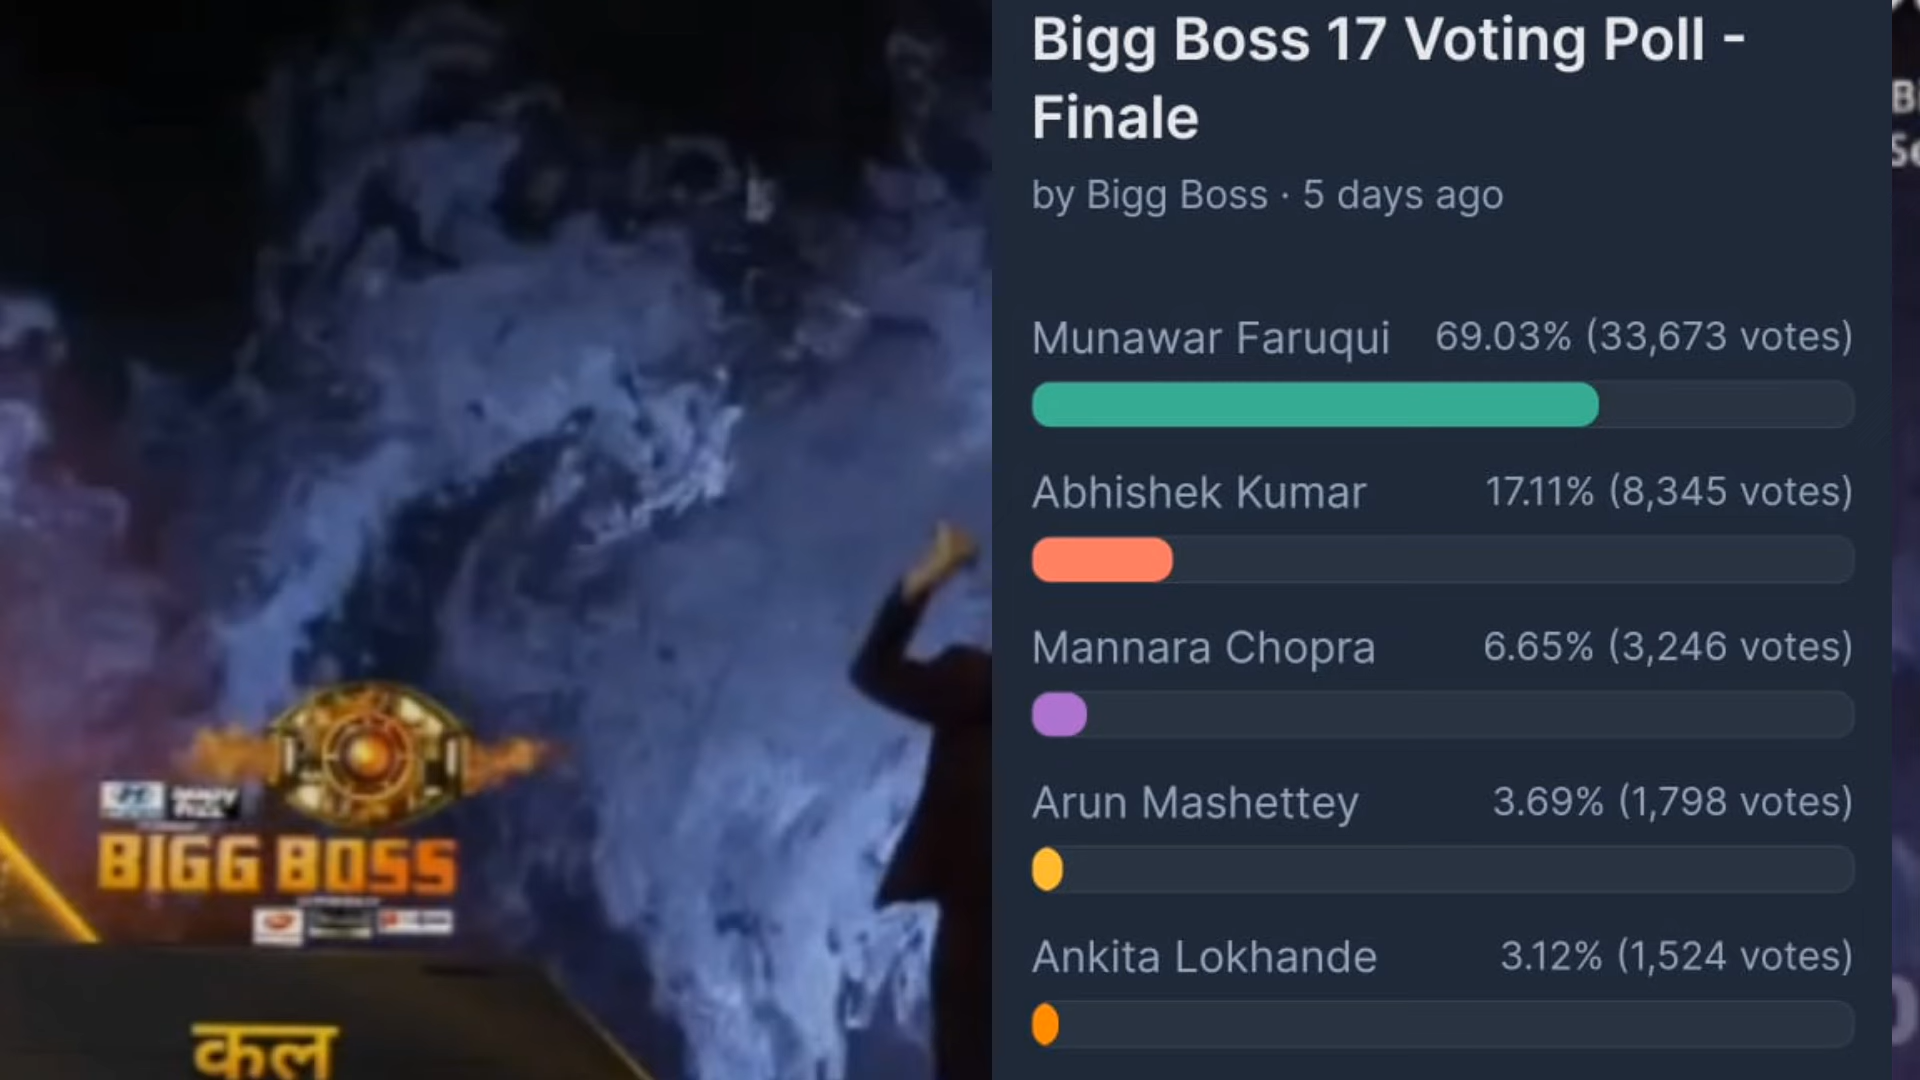 Bigg Boss 17 Voting Poll -
Finale
by Bigg Boss · 5 days ago
Munawar Faruqui 69.03% (33,673 votes)
Abhishek Kumar 17.11% (8,345 votes)
Mannara Chopra 6.65% (3,246 votes)
Arun Mashettey 3.69% (1,798 votes)
Ankita Lokhande 3.12% (1,524 votes)
BIGG BOSS
कल